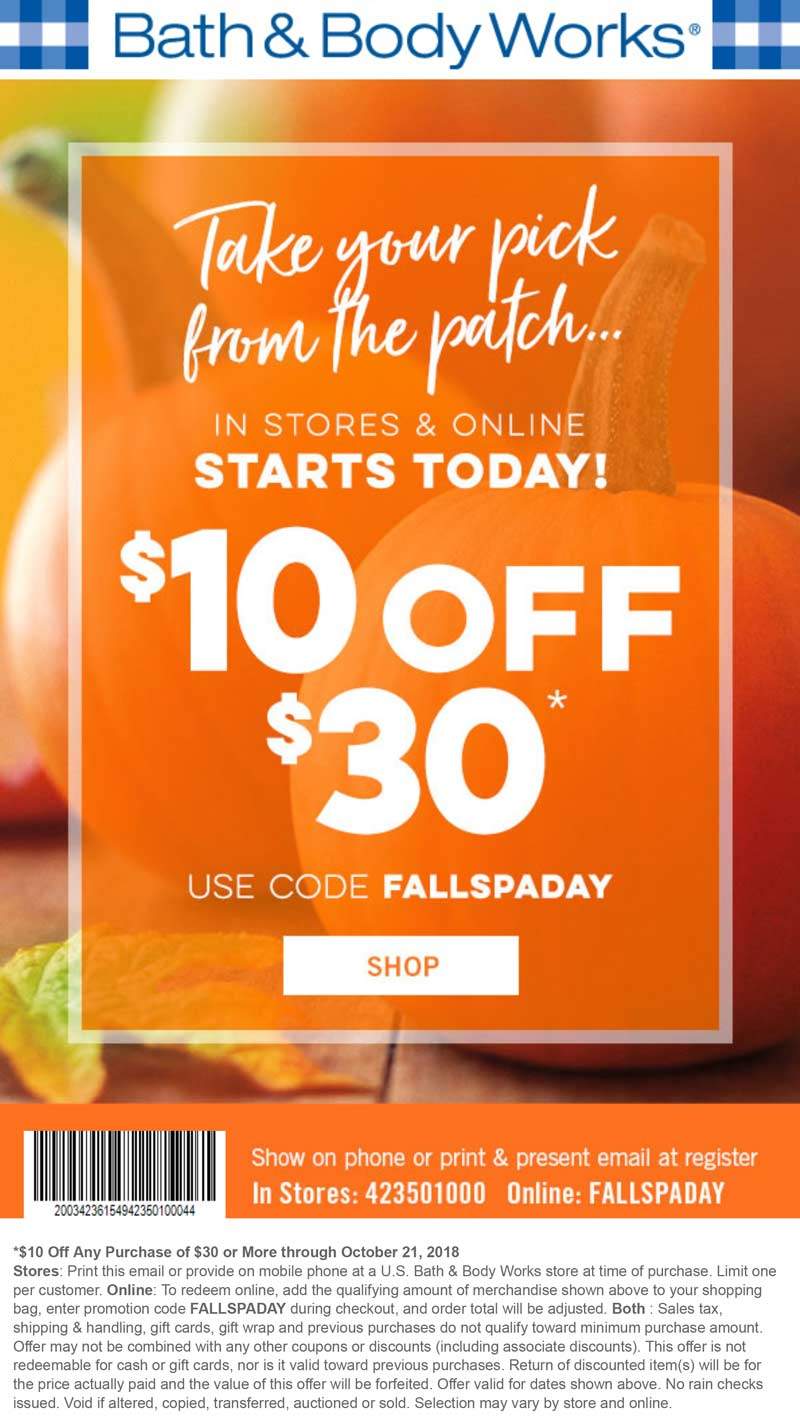 Bath & Body Works®
Take your pick
from the patch...
IN STORES & ONLINE
STARTS TODAY!
$10 OFF
$30*
USE CODE FALLSPADAY
SHOP
Show on phone or print & present email at register
In Stores: 423501000 Online: FALLSPADAY
20034236154942350100044
*$10 Off Any Purchase of $30 or More through October 21, 2018
Stores: Print this email or provide on mobile phone at a U.S. Bath & Body Works store at time of purchase. Limit one
per customer. Online: To redeem online, add the qualifying amount of merchandise shown above to your shopping
bag, enter promotion code FALLSPADAY during checkout, and order total will be adjusted. Both : Sales tax,
shipping & handling, gift cards, gift wrap and previous purchases do not qualify toward minimum purchase amount.
Offer may not be combined with any other coupons or discounts (including associate discounts). This offer is not
redeemable for cash or gift cards, nor is it valid toward previous purchases. Return of discounted item(s) will be for
the price actually paid and the value of this offer will be forfeited. Offer valid for dates shown above. No rain checks
issued. Void if altered, copied, transferred, auctioned or sold. Selection may vary by store and online.